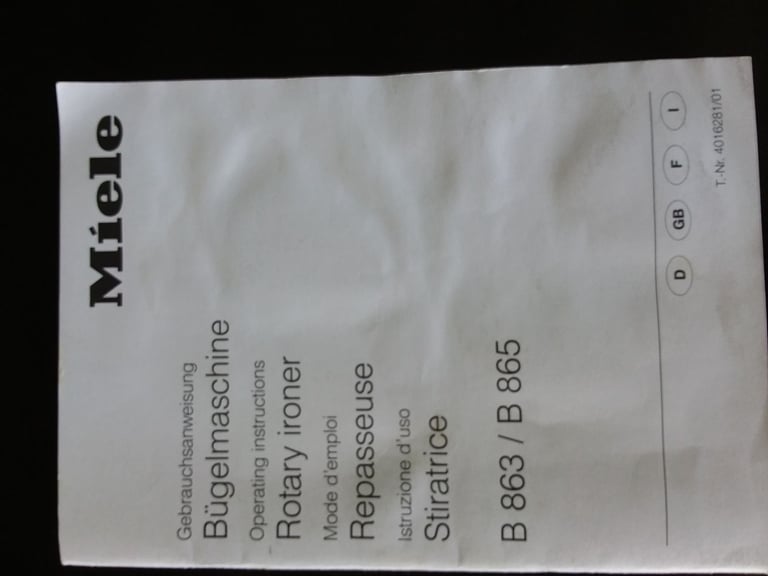 Miele
Gebrauchsanweisung
Bügelmaschine
Operating instructions
Rotary ironer
Mode d'emploi
Repasseuse
Istruzione d'uso
Stiratrice
B 863 / B 865
D GB F I
T.-Nr. 4016281/01